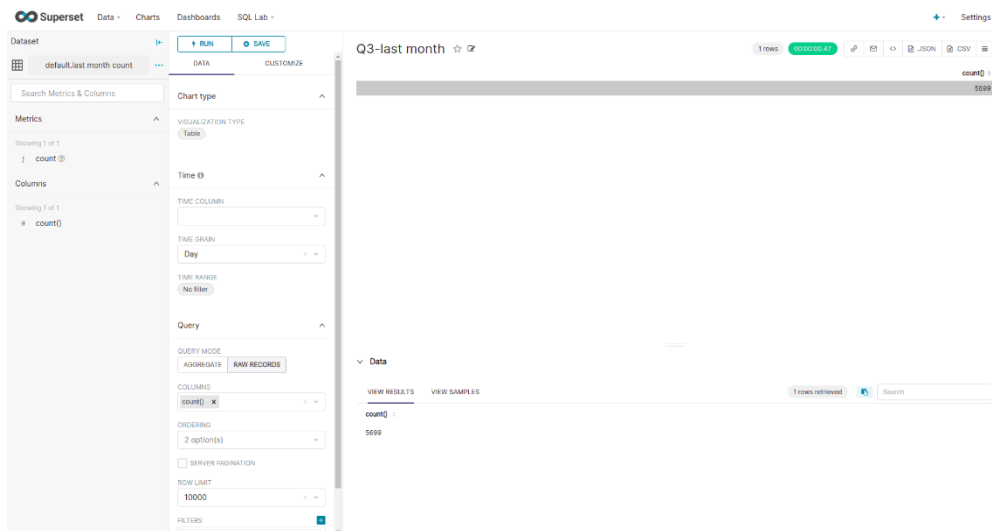 Superset Data Charts Dashboards SQL Lab + Settings
Dataset
default.last month count ...
Search Metrics & Columns
Metrics
Showing 1 of 1
f count
Columns
Showing 1 of 1
# count()
RUN SAVE
DATA CUSTOMIZE
Chart type
VISUALIZATION TYPE
Table
Time
TIME COLUMN
TIME GRAIN
Day
TIME RANGE
No filter
Query
QUERY MODE
AGGREGATE RAW RECORDS
COLUMNS
count() x
ORDERING
2 option(s)
SERVER PAGINATION
ROW LIMIT
10000
FILTERS +
Q3-last month
1 rows 00:00:00.47 .JSON .CSV
count()
5699
Data
VIEW RESULTS VIEW SAMPLES 1 rows retrieved Search
count()
5699